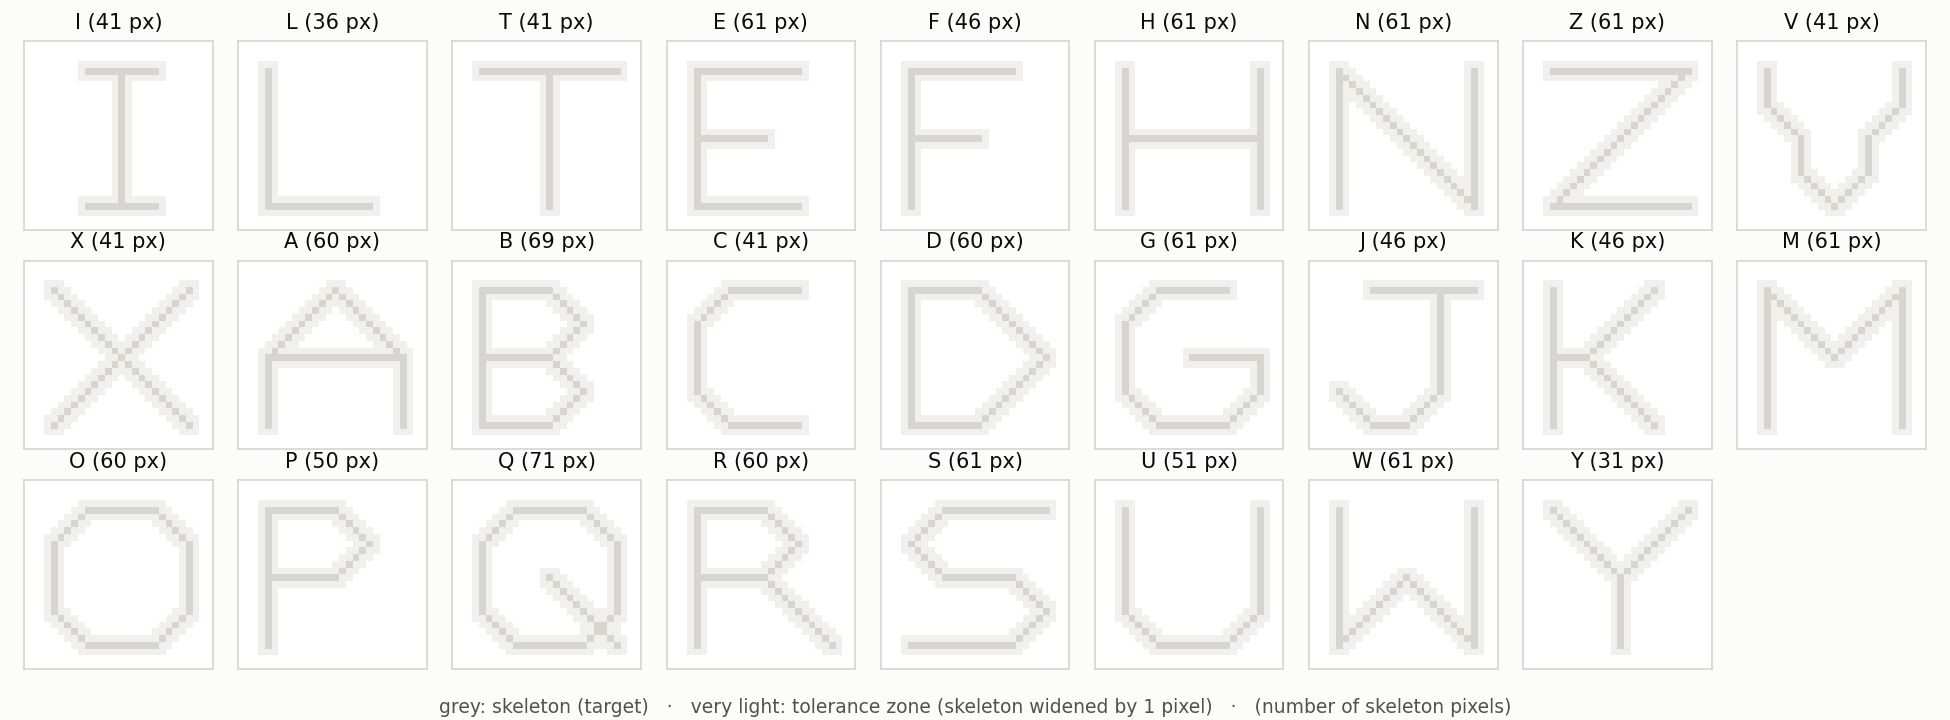 I (41 px) L (36 px) T (41 px) E (61 px) F (46 px) H (61 px) N (61 px) Z (61 px) V (41 px)
X (41 px) A (60 px) B (69 px) C (41 px) D (60 px) G (61 px) J (46 px) K (46 px) M (61 px)
O (60 px) P (50 px) Q (71 px) R (60 px) S (61 px) U (51 px) W (61 px) Y (31 px)
grey: skeleton (target) · very light: tolerance zone (skeleton widened by 1 pixel) · (number of skeleton pixels)